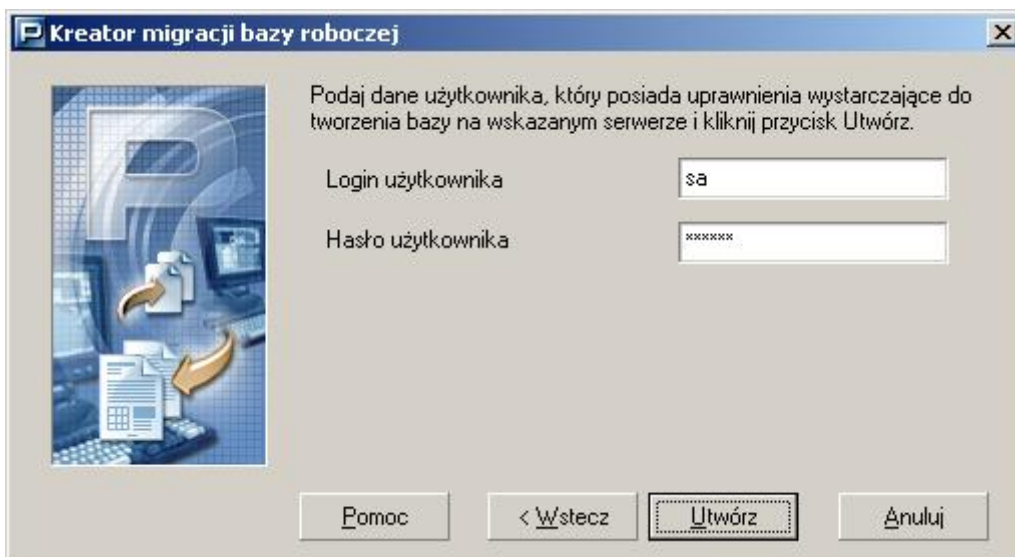 Kreator migracji bazy roboczej
Podaj dane użytkownika, który posiada uprawnienia wystarczające do
tworzenia bazy na wskazanym serwerze i kliknij przycisk Utwórz.
Login użytkownika
sa
Hasło użytkownika
******
Pomoc
< Wstecz
Utwórz
Anuluj